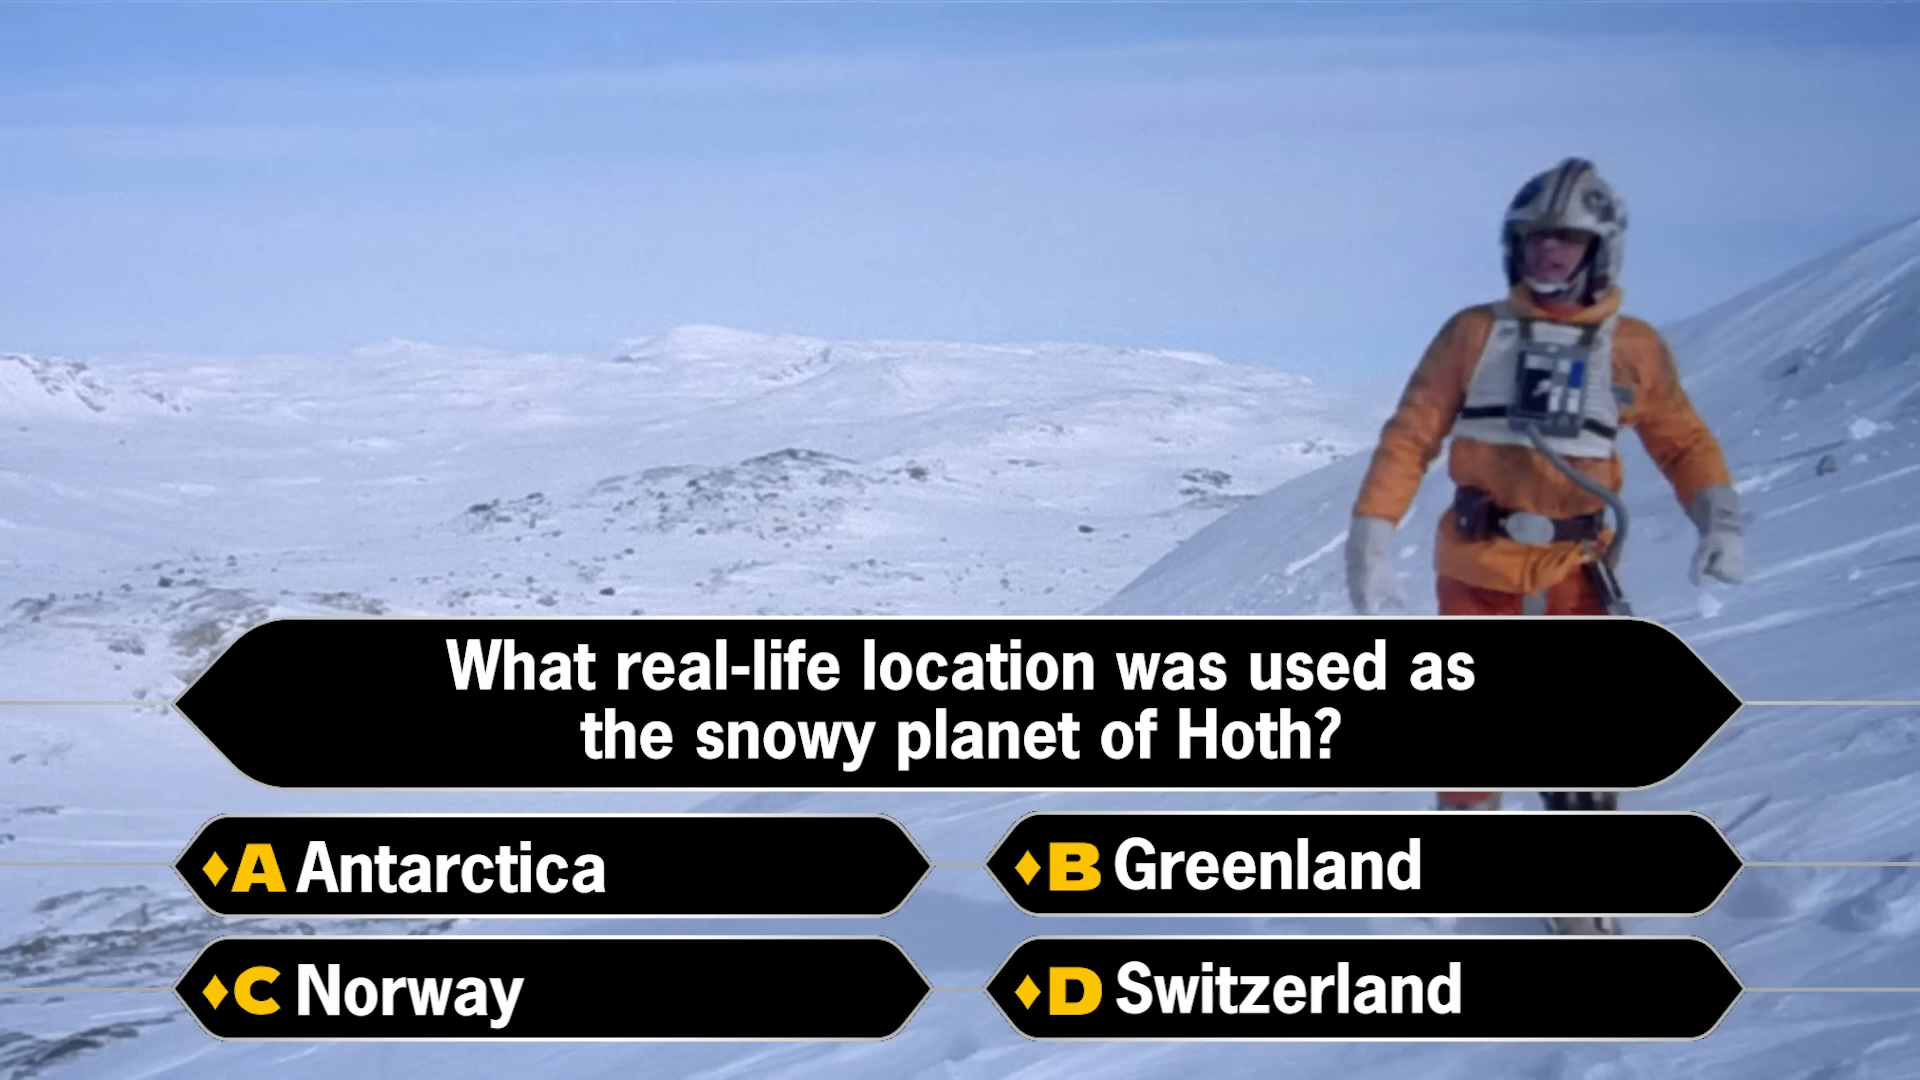 What real-life location was used as
the snowy planet of Hoth?
A Antarctica
B Greenland
C Norway
D Switzerland